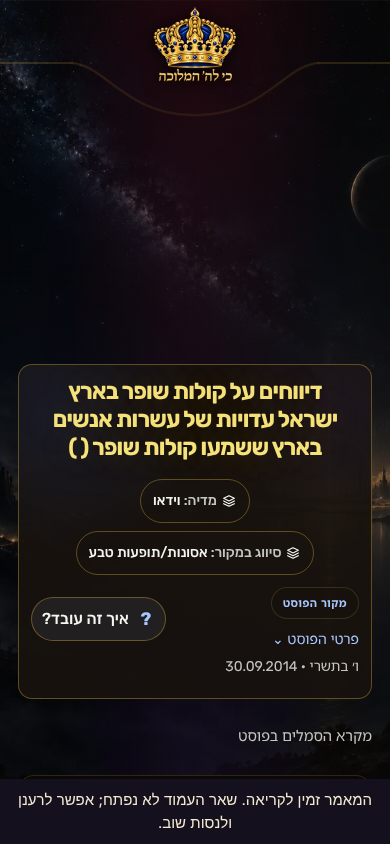 כי לה' המלוכה
דיווחים על קולות שופר בארץ
ישראל עדויות של עשרות אנשים
בארץ ששמעו קולות שופר ( )
מדיה: וידאו
סיווג במקור: אסונות/תופעות טבע
מקור הפוסט
? איך זה עובד?
פרטי הפוסט
ו׳ בתשרי • 30.09.2014
מקרא הסמלים בפוסט
המאמר זמין לקריאה. שאר העמוד לא נפתח; אפשר לרענן
ולנסות שוב.